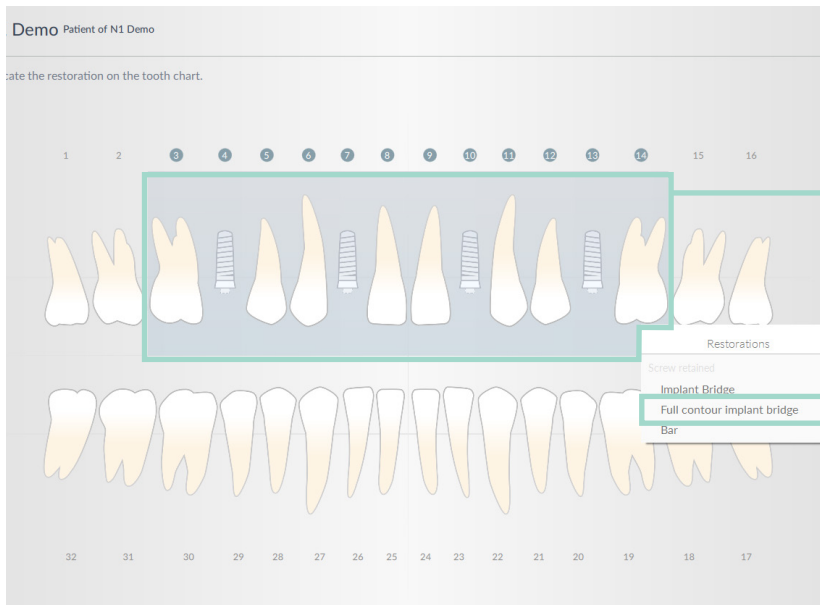 Demo Patient of N1 Demo
cate the restoration on the tooth chart.
1 2 3 4 5 6 7 8 9 10 11 12 13 14 15 16
Restorations
Screw retained
Implant Bridge
Full contour implant bridge
Bar
32 31 30 29 28 27 26 25 24 23 22 21 20 19 18 17